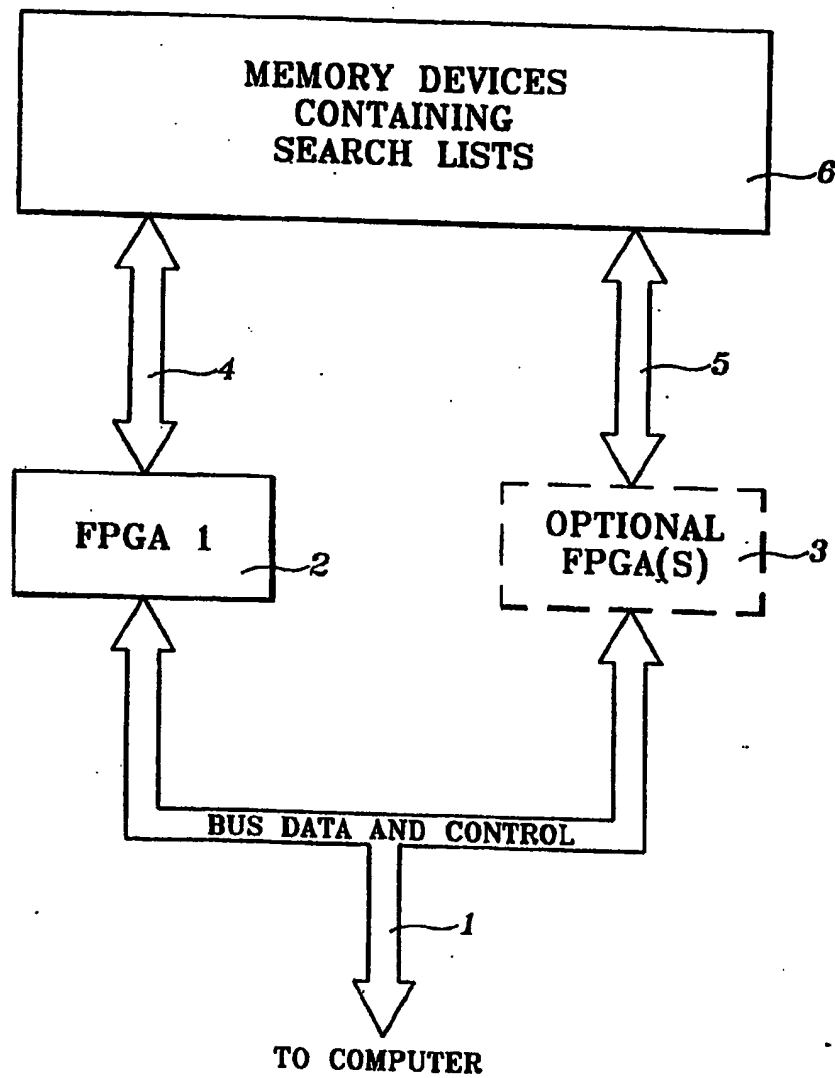 MEMORY DEVICES
CONTAINING
SEARCH LISTS
6
4
5
FPGA 1
2
OPTIONAL
FPGA(S)
3
BUS DATA AND CONTROL
1
TO COMPUTER